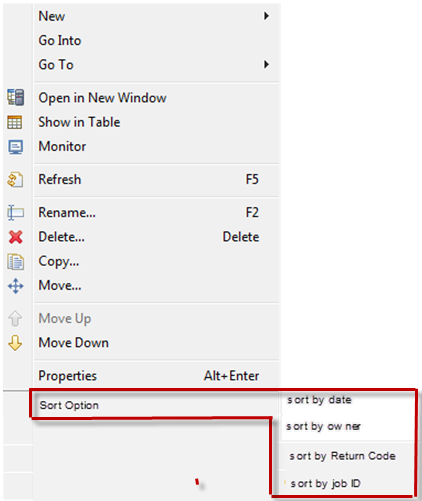 New
Go Into
Go To
Open in New Window
Show in Table
Monitor
Refresh F5
Rename... F2
Delete... Delete
Copy...
Move...
Move Up
Move Down
Properties Alt+Enter
Sort Option
sort by date
sort by owner
sort by Return Code
sort by job ID